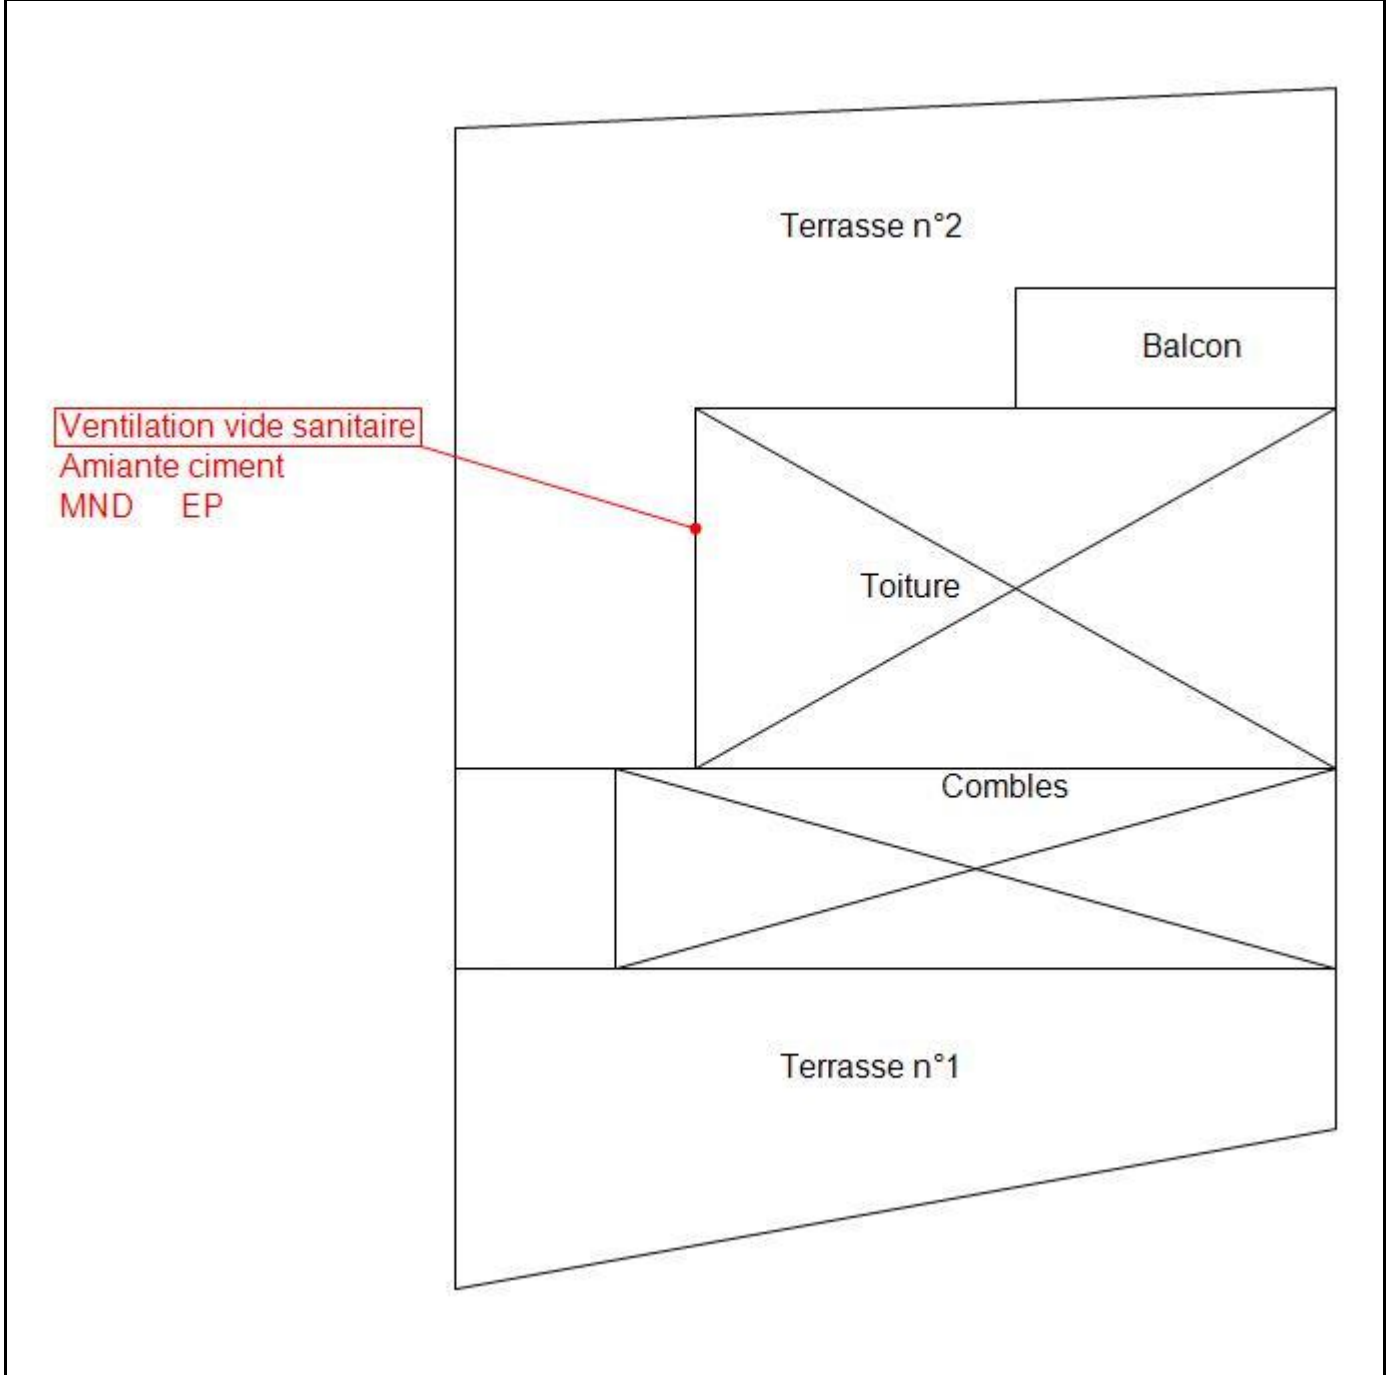 Terrasse n°2
Balcon
Ventilation vide sanitaire
Amiante ciment
MND EP
Toiture
Combles
Terrasse n°1